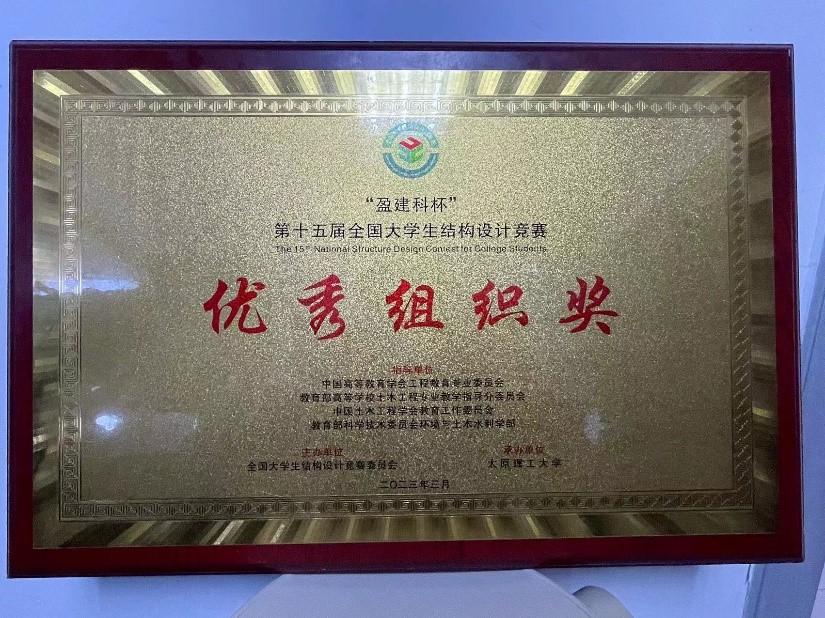 “盈建科杯”
第十五届全国大学生结构设计竞赛
The 15th National Structure Design Contest for College Students
优秀组织奖
指导单位
中国高等教育学会工程教育专业委员会
教育部高等学校土木工程专业教学指导分委员会
中国土木工程学会教育工作委员会
教育部科学技术委员会环境与土木水利学部
主办单位 承办单位
全国大学生结构设计竞赛委员会 太原理工大学
二〇二三年三月